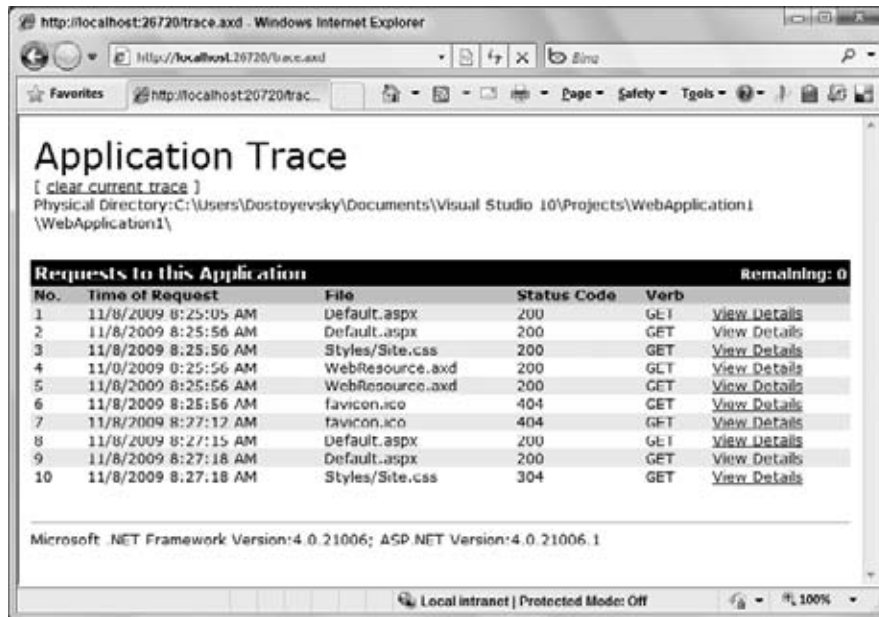 http://localhost:26720/trace.axd - Windows Internet Explorer
http://localhost:26720/trace.axd
Bing
Favorites
http://localhost:26720/trac...
Page
Safety
Tools
Application Trace
[ clear current trace ]
Physical Directory:C:\Users\Dostoyevsky\Documents\Visual Studio 10\Projects\WebApplication1
\WebApplication1\
Requests to this Application Remaining: 0
No. Time of Request File Status Code Verb
1 11/8/2009 8:25:05 AM Default.aspx 200 GET View Details
2 11/8/2009 8:25:56 AM Default.aspx 200 GET View Details
3 11/8/2009 8:25:56 AM Styles/Site.css 200 GET View Details
4 11/8/2009 8:25:56 AM WebResource.axd 200 GET View Details
5 11/8/2009 8:25:56 AM WebResource.axd 200 GET View Details
6 11/8/2009 8:25:56 AM favicon.ico 404 GET View Details
7 11/8/2009 8:27:12 AM favicon.ico 404 GET View Details
8 11/8/2009 8:27:15 AM Default.aspx 200 GET View Details
9 11/8/2009 8:27:18 AM Default.aspx 200 GET View Details
10 11/8/2009 8:27:18 AM Styles/Site.css 304 GET View Details
Microsoft .NET Framework Version:4.0.21006; ASP.NET Version:4.0.21006.1
Local intranet | Protected Mode: Off
100%